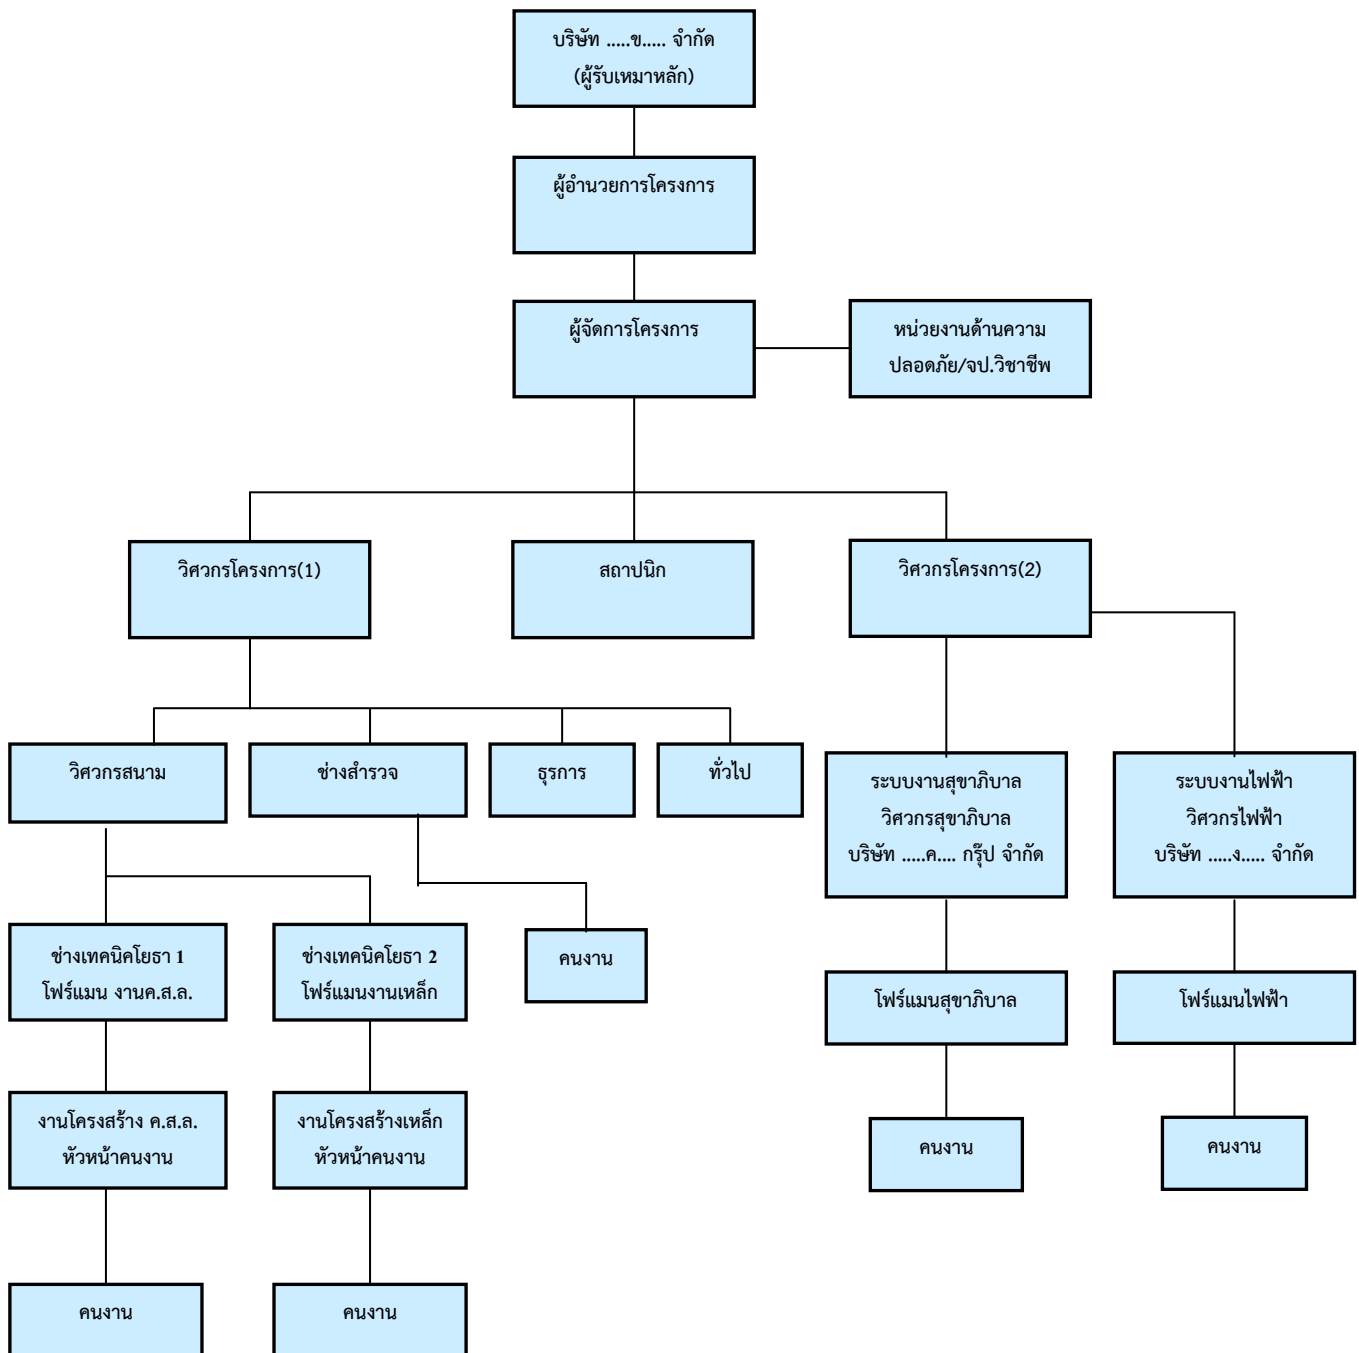 บริษัท .....ข..... จำกัด
(ผู้รับเหมาหลัก)
ผู้อำนวยการโครงการ
ผู้จัดการโครงการ
หน่วยงานด้านความ
ปลอดภัย/จป.วิชาชีพ
วิศวกรโครงการ(1)
สถาปนิก
วิศวกรโครงการ(2)
วิศวกรสนาม
ช่างสำรวจ
ธุรการ
ทั่วไป
ระบบงานสุขาภิบาล
วิศวกรสุขาภิบาล
บริษัท .....ค.... กรุ๊ป จำกัด
ระบบงานไฟฟ้า
วิศวกรไฟฟ้า
บริษัท .....ง..... จำกัด
ช่างเทคนิคโยธา 1
โฟร์แมน งานค.ส.ล.
ช่างเทคนิคโยธา 2
โฟร์แมนงานเหล็ก
คนงาน
โฟร์แมนสุขาภิบาล
โฟร์แมนไฟฟ้า
งานโครงสร้าง ค.ส.ล.
หัวหน้าคนงาน
งานโครงสร้างเหล็ก
หัวหน้าคนงาน
คนงาน
คนงาน
คนงาน
คนงาน